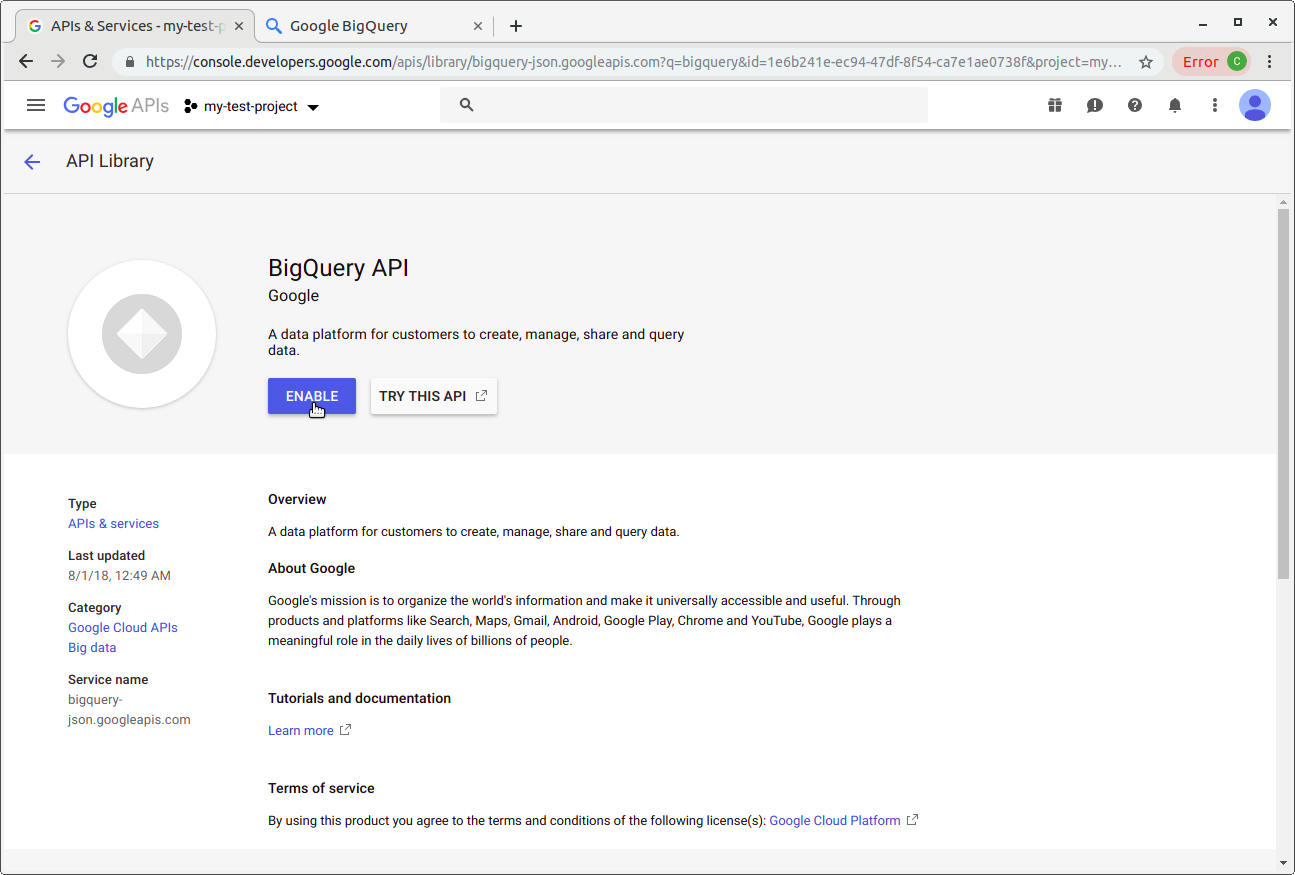 APIs & Services - my-test-p
Google BigQuery
https://console.developers.google.com/apis/library/bigquery-json.googleapis.com?q=bigquery&id=1e6b241e-ec94-47df-8f54-ca7e1ae0738f&project=my...
Error C
Google APIs my-test-project
API Library
BigQuery API
Google
A data platform for customers to create, manage, share and query
data.
ENABLE TRY THIS API
Type
APIs & services
Last updated
8/1/18, 12:49 AM
Category
Google Cloud APIs
Big data
Service name
bigquery-
json.googleapis.com
Overview
A data platform for customers to create, manage, share and query data.
About Google
Google's mission is to organize the world's information and make it universally accessible and useful. Through
products and platforms like Search, Maps, Gmail, Android, Google Play, Chrome and YouTube, Google plays a
meaningful role in the daily lives of billions of people.
Tutorials and documentation
Learn more
Terms of service
By using this product you agree to the terms and conditions of the following license(s): Google Cloud Platform